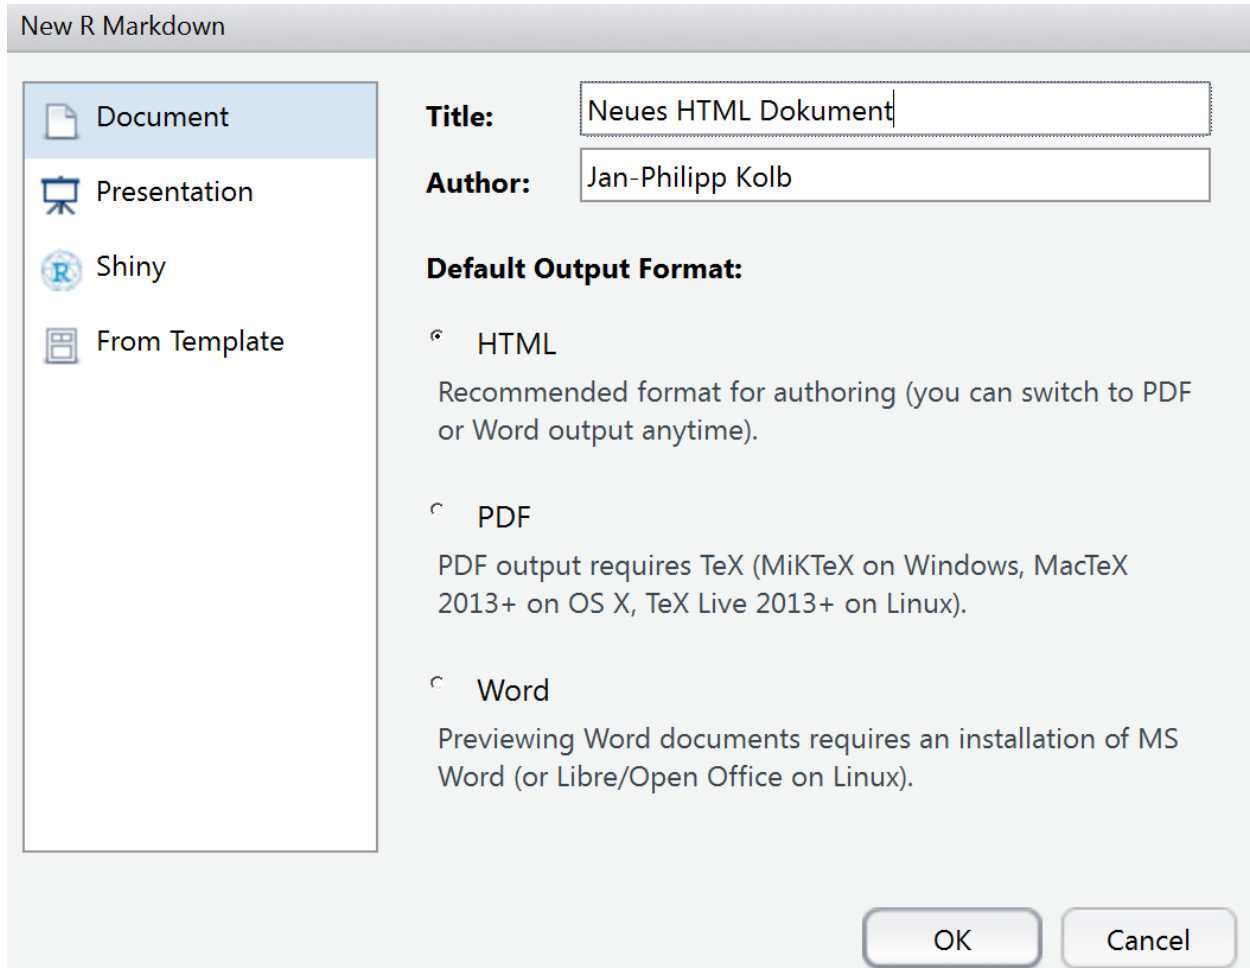 New R Markdown
Document
Presentation
Shiny
From Template
Title:
Neues HTML Dokument
Author:
Jan-Philipp Kolb
Default Output Format:
HTML
Recommended format for authoring (you can switch to PDF
or Word output anytime).
PDF
PDF output requires TeX (MiKTeX on Windows, MacTeX
2013+ on OS X, TeX Live 2013+ on Linux).
Word
Previewing Word documents requires an installation of MS
Word (or Libre/Open Office on Linux).
OK
Cancel